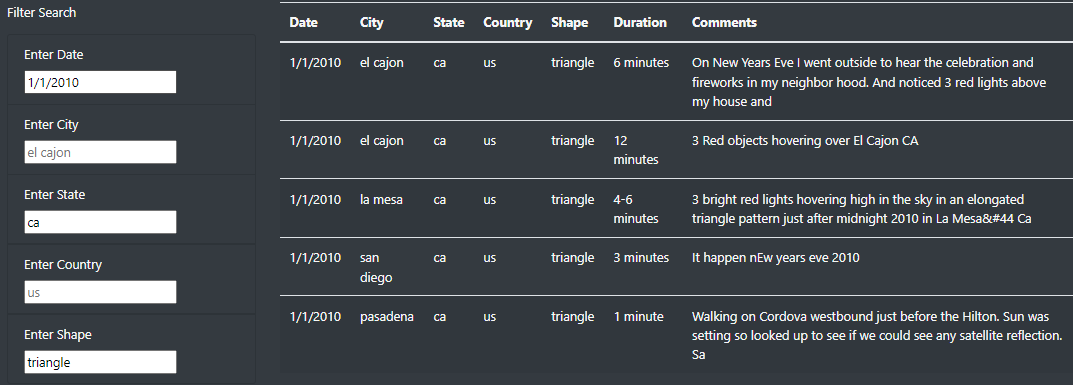 Filter Search
Enter Date
1/1/2010
Enter City
el cajon
Enter State
ca
Enter Country
us
Enter Shape
triangle
Date City State Country Shape Duration Comments
1/1/2010 el cajon ca us triangle 6 minutes On New Years Eve I went outside to hear the celebration and
fireworks in my neighbor hood. And noticed 3 red lights above
my house and
1/1/2010 el cajon ca us triangle 12 3 Red objects hovering over El Cajon CA
minutes
1/1/2010 la mesa ca us triangle 4-6 3 bright red lights hovering high in the sky in an elongated
minutes triangle pattern just after midnight 2010 in La Mesa&#44 Ca
1/1/2010 san ca us triangle 3 minutes It happen nEw years eve 2010
diego
1/1/2010 pasadena ca us triangle 1 minute Walking on Cordova westbound just before the Hilton. Sun was
setting so looked up to see if we could see any satellite reflection.
Sa